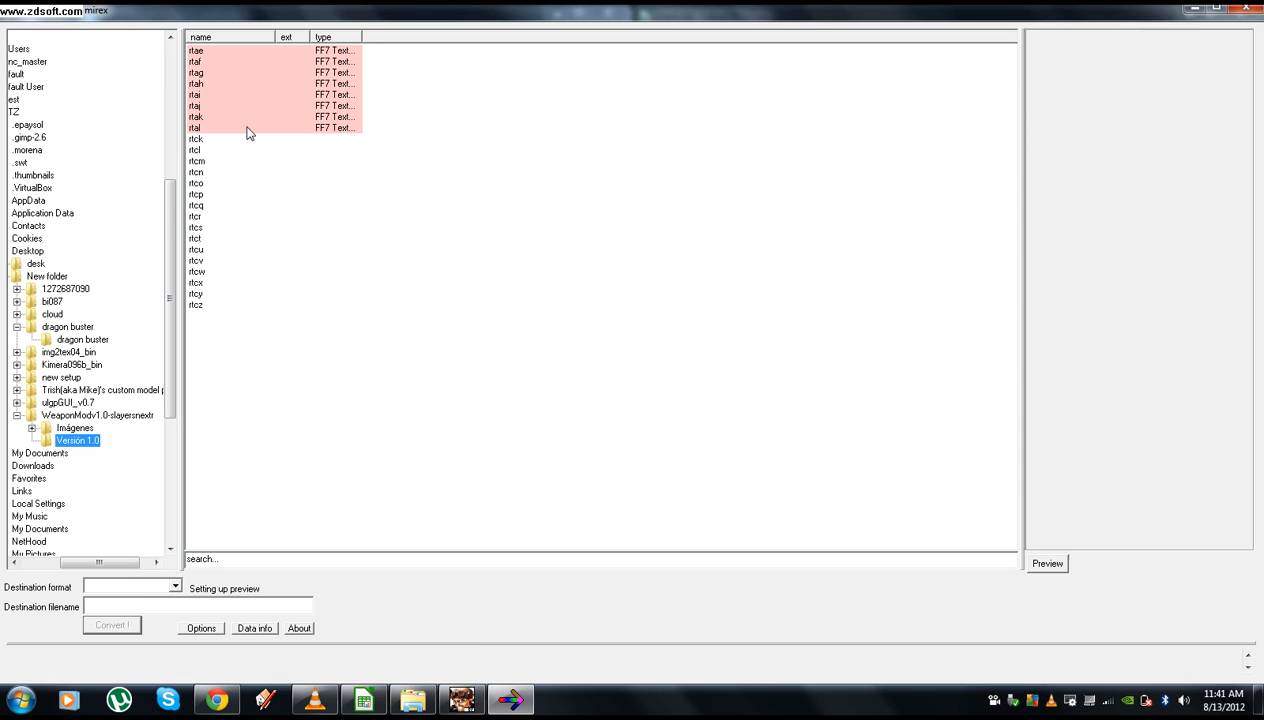 www.zdsoft.com mirex
name ext type
Users
nc_master
fault
fault User
est
TZ
.epaysol
.gimp-2.6
.morena
.swt
.thumbnails
.VirtualBox
AppData
Application Data
Contacts
Cookies
Desktop
desk
New folder
1272687090
bi087
cloud
dragon buster
dragon buster
img2tex04_bin
Kimera096b_bin
new setup
Trish(aka Mike)'s custom model p
ulgpGUI_v0.7
WeaponModv1.0-slayersnextr
Imágenes
Versión 1.0
My Documents
Downloads
Favorites
Links
Local Settings
My Music
My Documents
NetHood
My Pictures
rtae FF7 Text...
rtaf FF7 Text...
rtag FF7 Text...
rtah FF7 Text...
rtai FF7 Text...
rtaj FF7 Text...
rtak FF7 Text...
rtal FF7 Text...
rtck
rtcl
rtcm
rtcn
rtco
rtcp
rtcq
rtcr
rtcs
rtct
rtcu
rtcv
rtcw
rtcx
rtcy
rtcz
search...
Preview
Destination format
Setting up preview
Destination filename
Convert !
Options
Data info
About
11:41 AM
8/13/2012